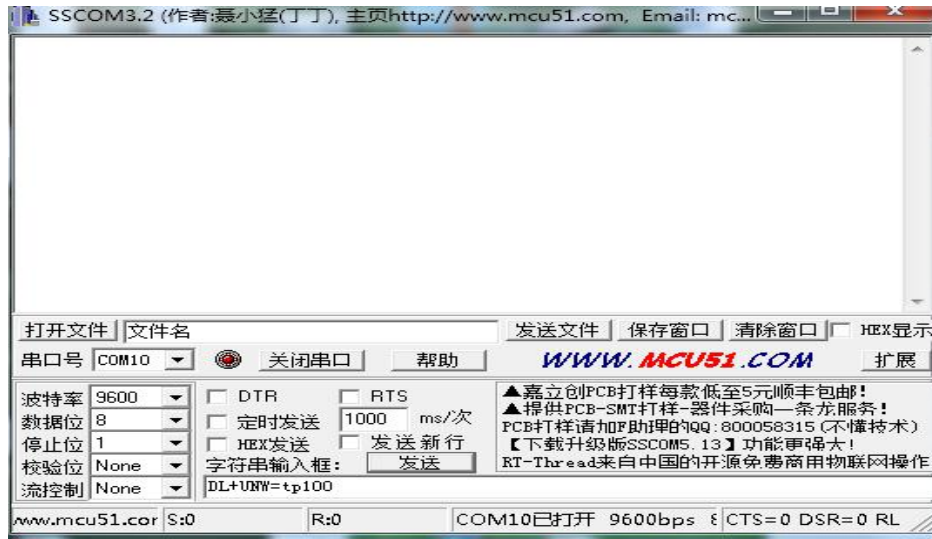 SSCOM3.2 (作者:聂小猛(丁丁), 主页http://www.mcu51.com, Email: mc...
打开文件 文件名 发送文件 保存窗口 清除窗口 HEX显示
串口号 COM10 关闭串口 帮助 WWW.MCU51.COM 扩展
波特率 9600 DTR RTS
数据位 8 定时发送 1000 ms/次
停止位 1 HEX发送 发送新行
校验位 None 字符串输入框: 发送
流控制 None DL+UNW=tp100
▲嘉立创PCB打样每款低至5元顺丰包邮!
▲提供PCB-SMT打样-器件采购一条龙服务!
PCB打样请加F助理的QQ:800058315(不懂技术)
【下载升级版SSCOM5.13】功能更强大!
RT-Thread来自中国的开源免费商用物联网操作
www.mcu51.cor S:0 R:0 COM10已打开 9600bps 8 CTS=0 DSR=0 RL